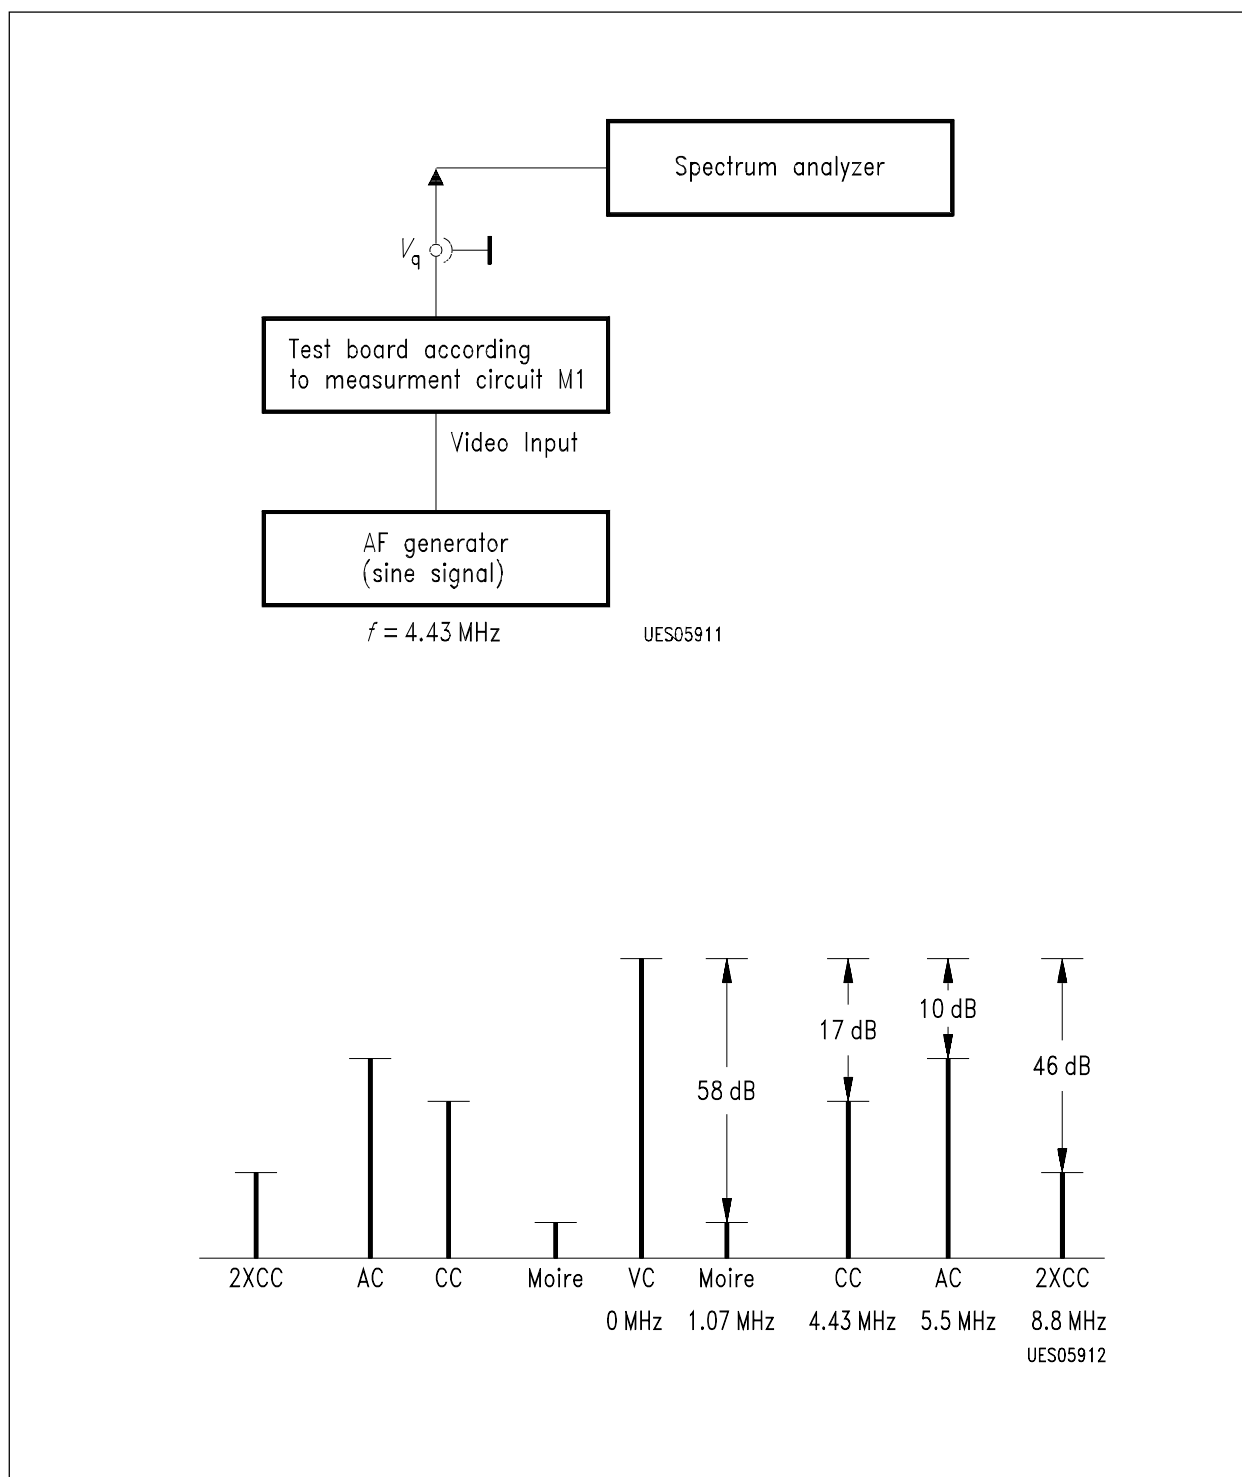 Spectrum analyzer
Vq
Test board according
to measurment circuit M1
Video Input
AF generator
(sine signal)
f = 4.43 MHz
UES05911
10 dB
17 dB
46 dB
58 dB
2XCC AC CC Moire VC Moire CC AC 2XCC
0 MHz 1.07 MHz 4.43 MHz 5.5 MHz 8.8 MHz
UES05912